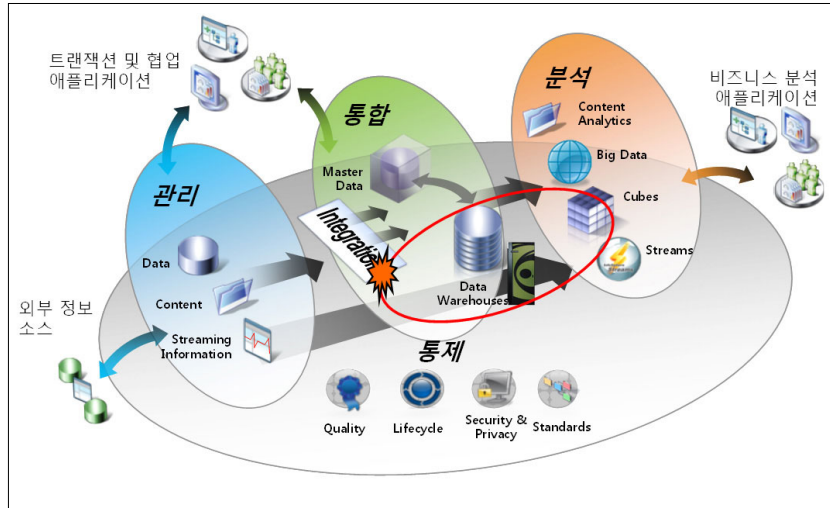 트랜잭션 및 협업
애플리케이션
분석
비즈니스 분석
애플리케이션
Content
Analytics
통합
Big Data
Master
Data
관리
Cubes
Integration
Data
Streams
Data
Warehouses
Content
외부 정보
소스
Streaming
Information
통제
Quality
Lifecycle
Security &
Privacy
Standards